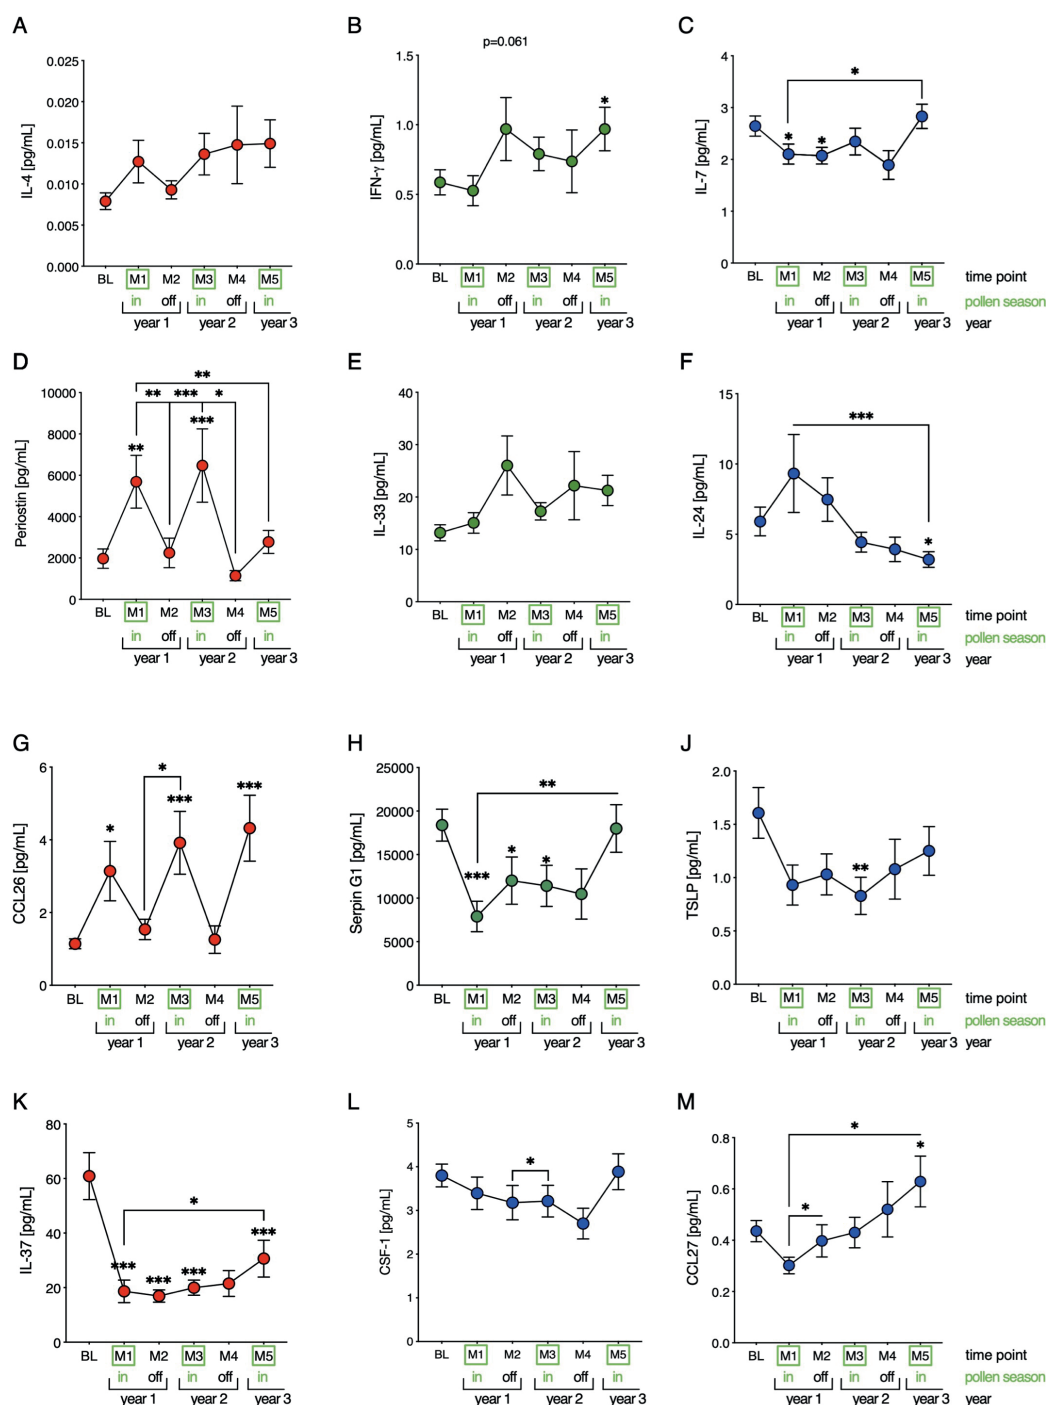 A
IL-4 [pg/mL]
0.025
0.020
0.015
0.010
0.005
0.000
BL M1 M2 M3 M4 M5
in off in off in
year 1 year 2 year 3
B
p=0.061
IFN-γ [pg/mL]
1.5
1.0
0.5
0.0
*
BL M1 M2 M3 M4 M5
in off in off in
year 1 year 2 year 3
C
IL-7 [pg/mL]
4
3
2
1
0
*
* *
BL M1 M2 M3 M4 M5 time point
in off in off in pollen season
year 1 year 2 year 3 year
D
Periostin [pg/mL]
10000
8000
6000
4000
2000
0
**
** *** *
** ***
BL M1 M2 M3 M4 M5
in off in off in
year 1 year 2 year 3
E
IL-33 [pg/mL]
40
30
20
10
0
BL M1 M2 M3 M4 M5
in off in off in
year 1 year 2 year 3
F
IL-24 [pg/mL]
15
10
5
0
***
*
BL M1 M2 M3 M4 M5 time point
in off in off in pollen season
year 1 year 2 year 3 year
G
CCL26 [pg/mL]
6
4
2
0
*
* *** ***
BL M1 M2 M3 M4 M5
in off in off in
year 1 year 2 year 3
H
Serpin G1 [pg/mL]
25000
20000
15000
10000
5000
0
**
*** * *
BL M1 M2 M3 M4 M5
in off in off in
year 1 year 2 year 3
J
TSLP [pg/mL]
2.0
1.5
1.0
0.5
0.0
**
BL M1 M2 M3 M4 M5 time point
in off in off in pollen season
year 1 year 2 year 3 year
K
IL-37 [pg/mL]
80
60
40
20
0
*
*** *** *** ***
BL M1 M2 M3 M4 M5
in off in off in
year 1 year 2 year 3
L
CSF-1 [pg/mL]
5
4
3
2
1
0
*
BL M1 M2 M3 M4 M5
in off in off in
year 1 year 2 year 3
M
CCL27 [pg/mL]
0.8
0.6
0.4
0.2
0.0
*
*
*
BL M1 M2 M3 M4 M5 time point
in off in off in pollen season
year 1 year 2 year 3 year